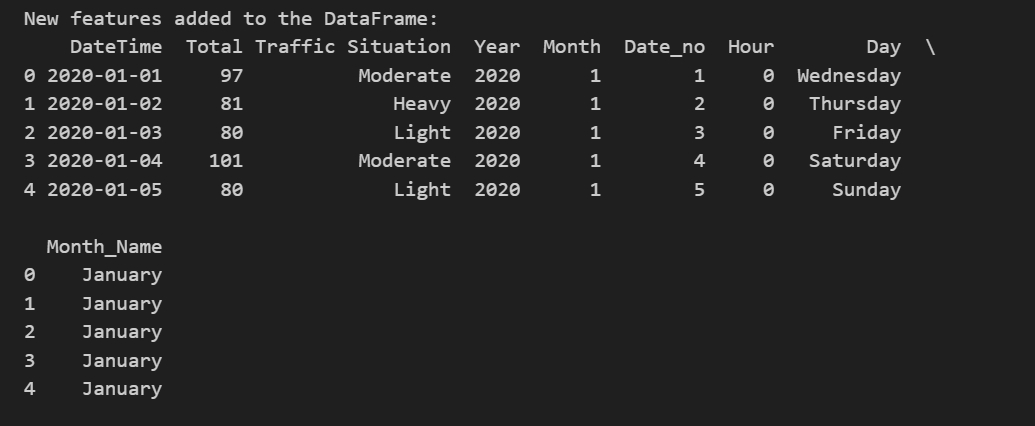 New features added to the DataFrame:
    DateTime  Total Traffic Situation  Year  Month  Date_no  Hour        Day  \
0 2020-01-01     97          Moderate  2020      1        1     0  Wednesday
1 2020-01-02     81             Heavy  2020      1        2     0   Thursday
2 2020-01-03     80             Light  2020      1        3     0     Friday
3 2020-01-04    101          Moderate  2020      1        4     0   Saturday
4 2020-01-05     80             Light  2020      1        5     0     Sunday

  Month_Name
0    January
1    January
2    January
3    January
4    January